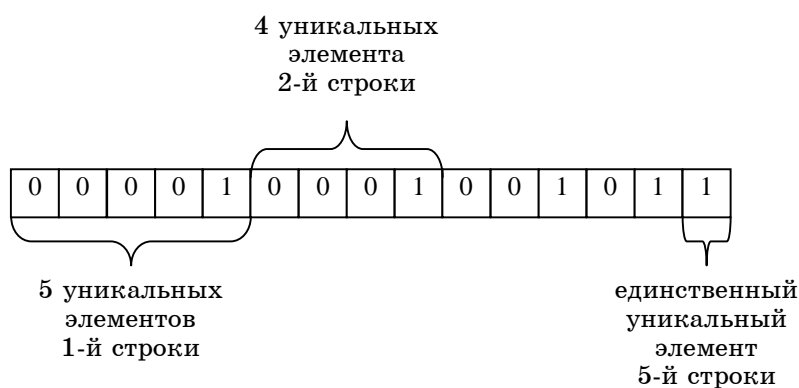 4 уникальных
элемента
2-й строки
0 0 0 0 1 0 0 0 1 0 0 1 0 1 1
5 уникальных
элементов
1-й строки
единственный
уникальный
элемент
5-й строки